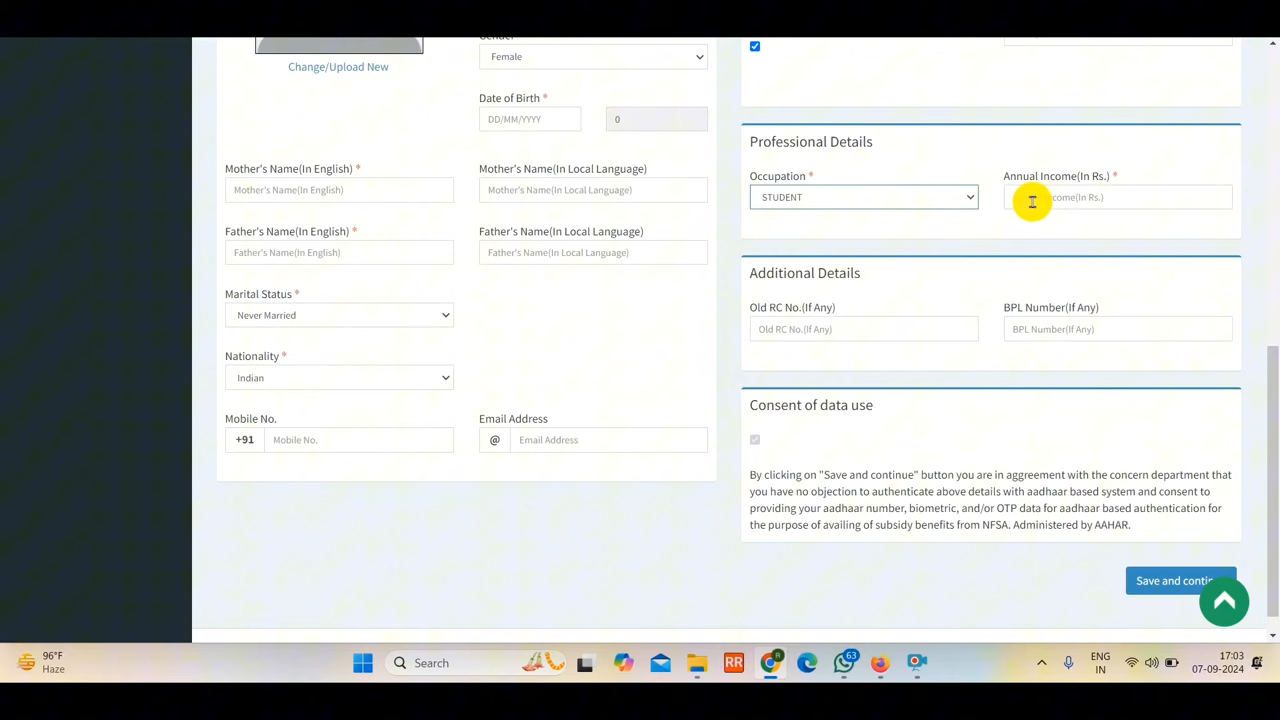 Gender
Female
Change/Upload New
Date of Birth *
DD/MM/YYYY
0
Mother's Name(In English) *
Mother's Name(In Local Language)
Mother's Name(In English)
Mother's Name(In Local Language)
Father's Name(In English) *
Father's Name(In Local Language)
Father's Name(In English)
Father's Name(In Local Language)
Marital Status *
Never Married
Nationality *
Indian
Mobile No.
Email Address
+91
Mobile No.
@
Email Address
Professional Details
Occupation *
Annual Income(In Rs.) *
STUDENT
(In Rs.)
Additional Details
Old RC No.(If Any)
BPL Number(If Any)
Old RC No.(If Any)
BPL Number(If Any)
Consent of data use
By clicking on "Save and continue" button you are in aggreement with the concern department that
you have no objection to authenticate above details with aadhaar based system and consent to
providing your aadhaar number, biometric, and/or OTP data for aadhaar based authentication for
the purpose of availing of subsidy benefits from NFSA. Administered by AAHAR.
Save and
96°F
Haze
Search
RR
63
ENG
IN
17:03
07-09-2024